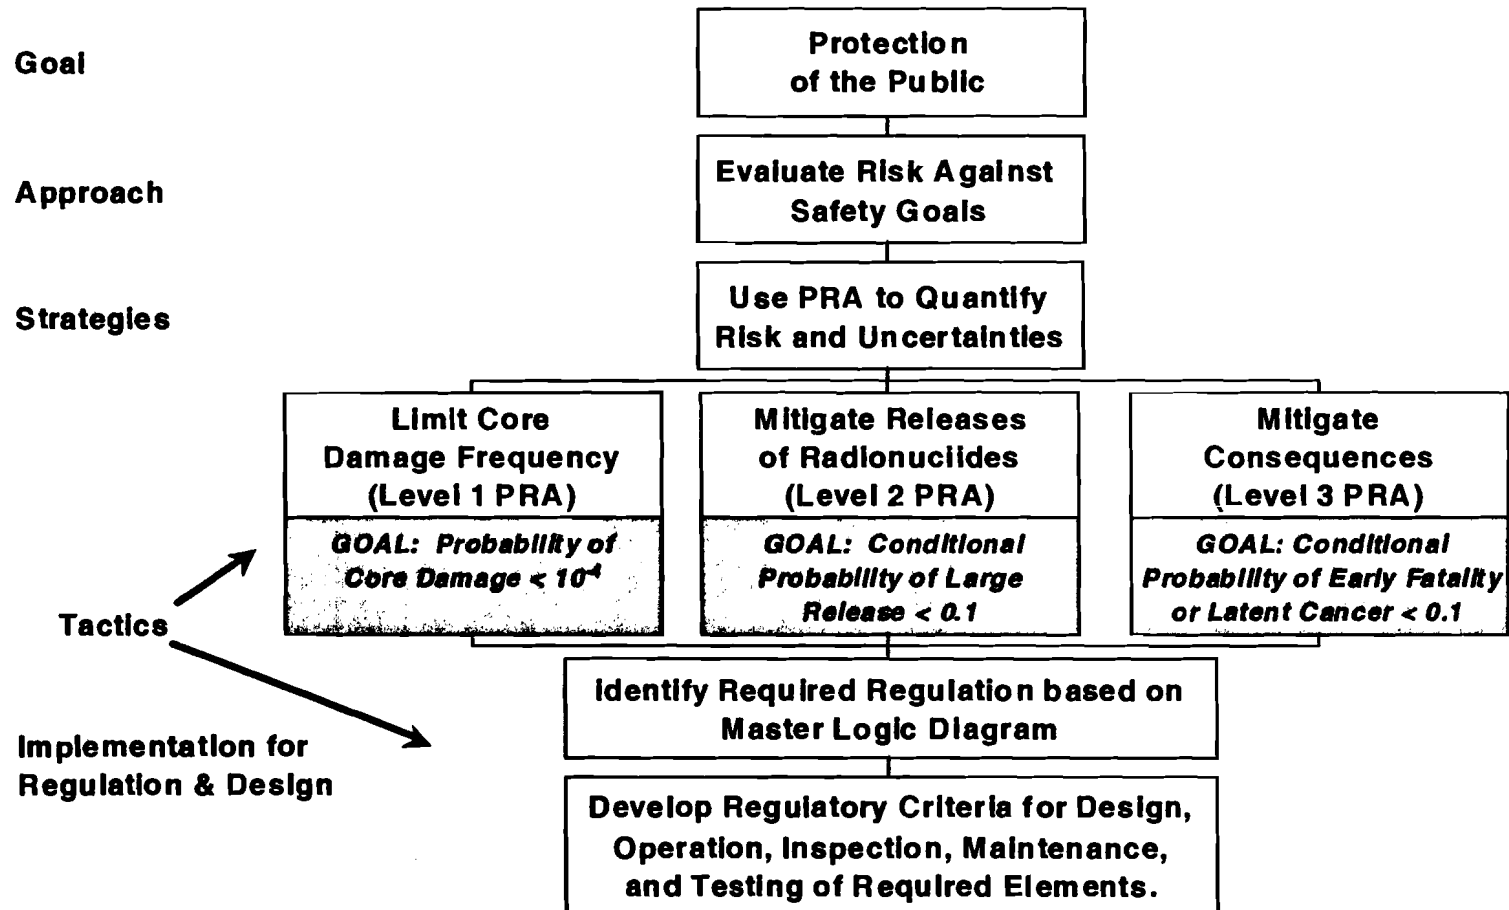 Goal
Protection
of the Public
Approach
Evaluate Risk Against
Safety Goals
Strategies
Use PRA to Quantify
Risk and Uncertainties
Limit Core
Damage Frequency
(Level 1 PRA)
GOAL: Probability of
Core Damage < 10⁻⁴
Mitigate Releases
of Radionuclides
(Level 2 PRA)
GOAL: Conditional
Probability of Large
Release < 0.1
Mitigate
Consequences
(Level 3 PRA)
GOAL: Conditional
Probability of Early Fatality
or Latent Cancer < 0.1
Tactics
Identify Required Regulation based on
Master Logic Diagram
Implementation for
Regulation & Design
Develop Regulatory Criteria for Design,
Operation, Inspection, Maintenance,
and Testing of Required Elements.